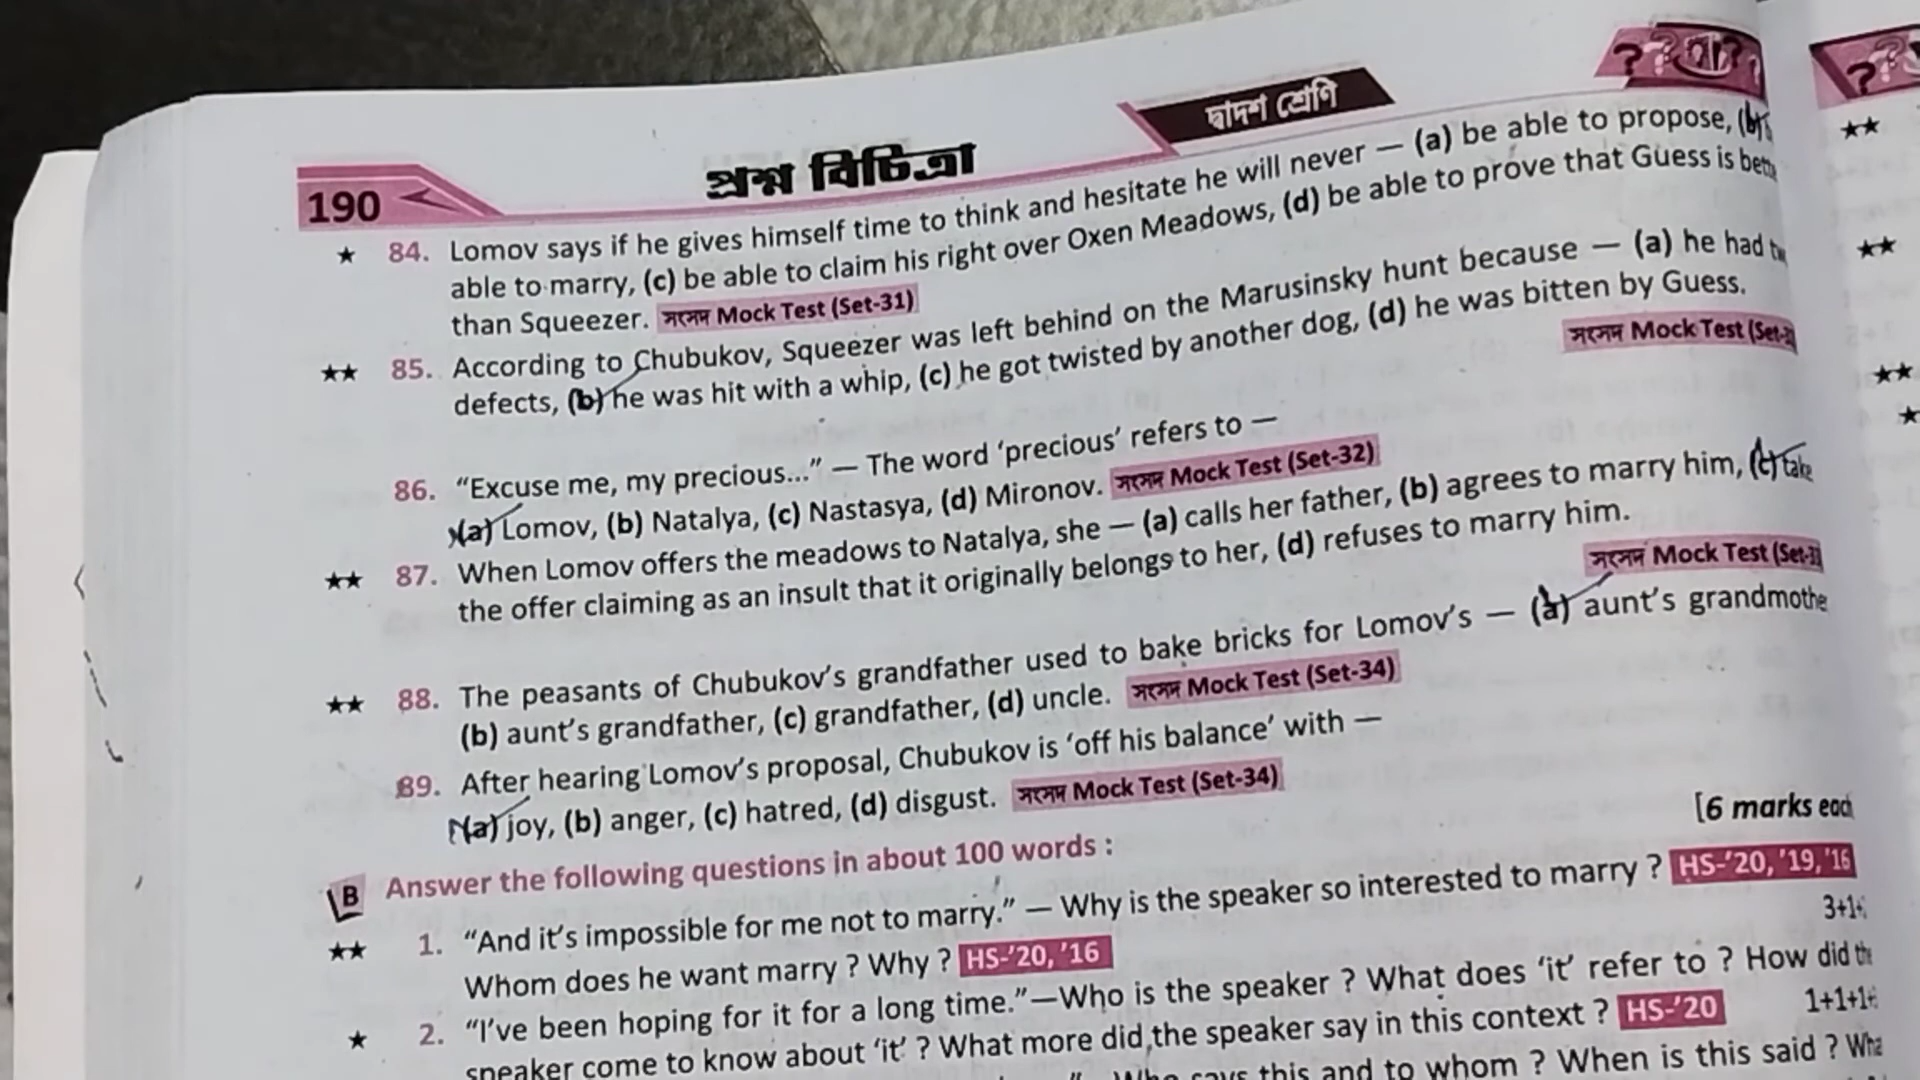 দ্বাদশ শ্রেণি
190
প্রশ্ন বিচিত্রা
★ 84. Lomov says if he gives himself time to think and hesitate he will never — (a) be able to propose, (b)
able to marry, (c) be able to claim his right over Oxen Meadows, (d) be able to prove that Guess is
than Squeezer. সংসদ Mock Test (Set-31)
★★ 85. According to Chubukov, Squeezer was left behind on the Marusinsky hunt because — (a) he had
defects, (b) he was hit with a whip, (c) he got twisted by another dog, (d) he was bitten by Guess.
সংসদ Mock Test (Set-
86. “Excuse me, my precious...” — The word ‘precious’ refers to —
(a) Lomov, (b) Natalya, (c) Nastasya, (d) Mironov. সংসদ Mock Test (Set-32)
★★ 87. When Lomov offers the meadows to Natalya, she — (a) calls her father, (b) agrees to marry him, (c) take
the offer claiming as an insult that it originally belongs to her, (d) refuses to marry him.
সংসদ Mock Test (Set-
★★ 88. The peasants of Chubukov’s grandfather used to bake bricks for Lomov’s — (a) aunt’s grandmothe
(b) aunt’s grandfather, (c) grandfather, (d) uncle. সংসদ Mock Test (Set-34)
89. After hearing Lomov’s proposal, Chubukov is ‘off his balance’ with —
(a) joy, (b) anger, (c) hatred, (d) disgust. সংসদ Mock Test (Set-34)
[6 marks
B Answer the following questions in about 100 words :
★★ 1. “And it’s impossible for me not to marry.” — Why is the speaker so interested to marry ? HS-’20, ’19, ’16
Whom does he want marry ? Why ? HS-’20, ’16 3+1+
★ 2. “I’ve been hoping for it for a long time.”—Who is the speaker ? What does ‘it’ refer to ? How did
speaker come to know about ‘it’ ? What more did the speaker say in this context ? HS-’20 1+1+1+
says this and to whom ? When is this said ?
★★
★★
★★
★